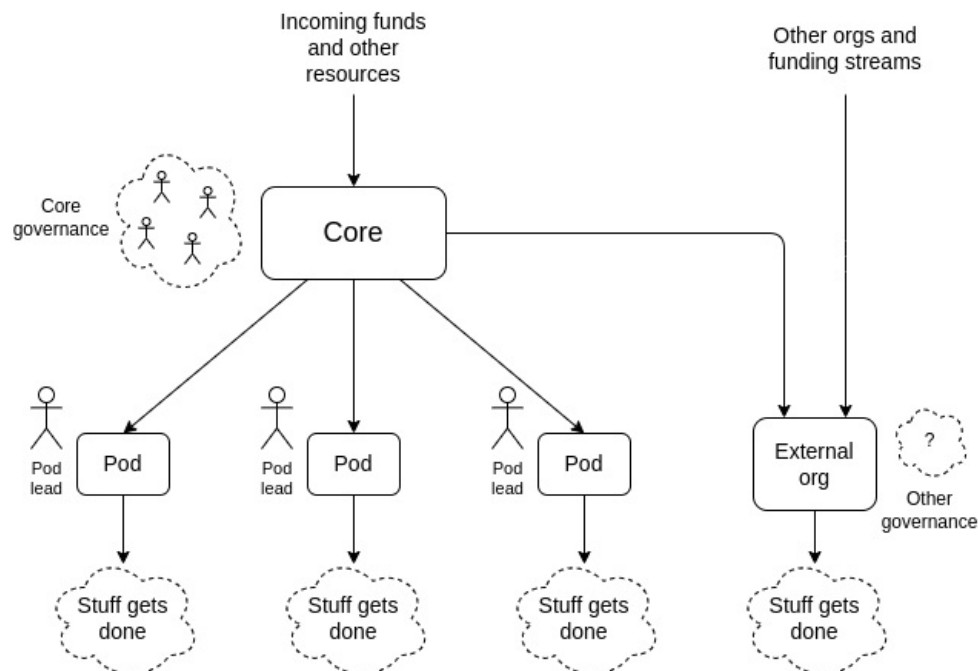 Incoming funds
and other
resources
Other orgs and
funding streams
Core
governance
Core
Pod
lead
Pod
Pod
lead
Pod
Pod
lead
Pod
External
org
?
Other
governance
Stuff gets
done
Stuff gets
done
Stuff gets
done
Stuff gets
done